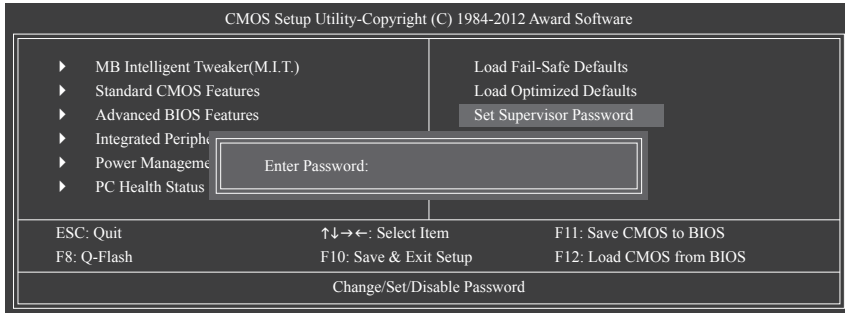 CMOS Setup Utility-Copyright (C) 1984-2012 Award Software
MB Intelligent Tweaker(M.I.T.)
Standard CMOS Features
Advanced BIOS Features
Integrated Periphe
Power Manageme
PC Health Status
Load Fail-Safe Defaults
Load Optimized Defaults
Set Supervisor Password
Enter Password:
ESC: Quit ↑↓→←: Select Item F11: Save CMOS to BIOS
F8: Q-Flash F10: Save & Exit Setup F12: Load CMOS from BIOS
Change/Set/Disable Password